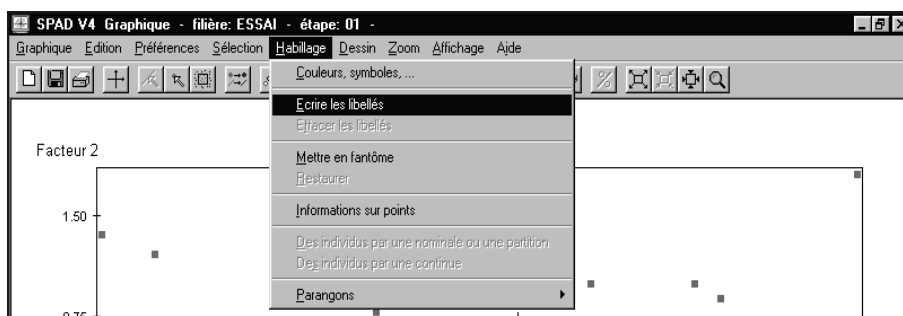 SPAD V4 Graphique - filière: ESSAI - étape: 01 -
Graphique Edition Préférences Sélection Habillage Dessin Zoom Affichage Aide
Couleurs, symboles, ...
Ecrire les libellés
Effacer les libellés
Facteur 2
Mettre en fantôme
Restaurer
Informations sur points
1.50
Des individus par une nominale ou une partition
Des individus par une continue
Parangons
0.75